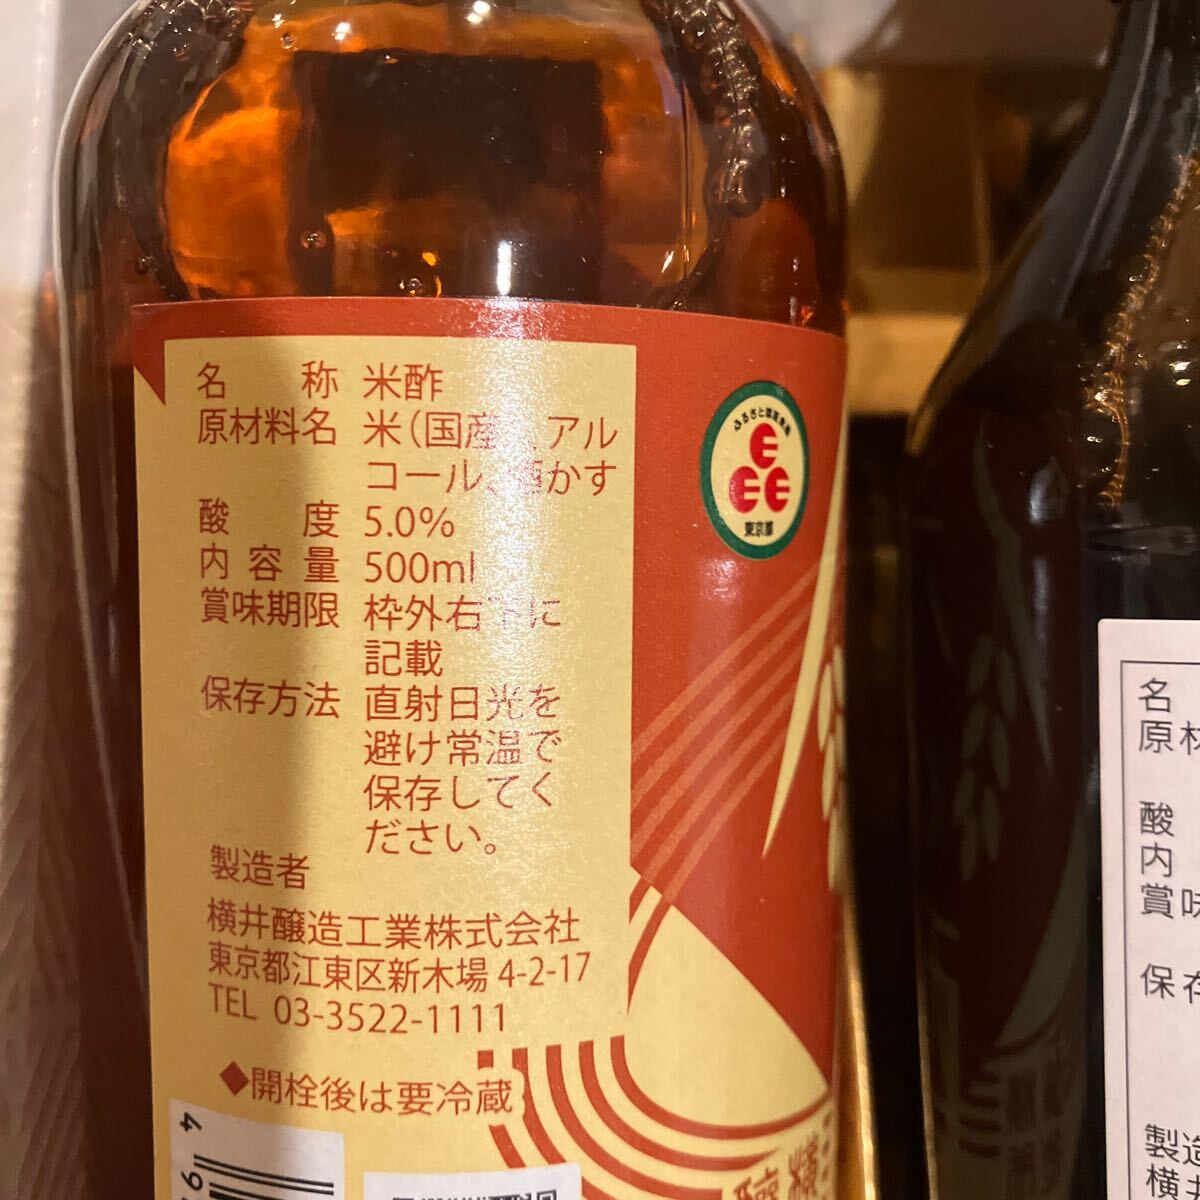 名　称 米酢
原材料名 米(国産)、アル
コール、酒かす
酸　度 5.0%
内容量 500ml
賞味期限 枠外右下に
記載
保存方法 直射日光を
避け常温で
保存してく
ださい。
製造者
横井醸造工業株式会社
東京都江東区新木場 4-2-17
TEL 03-3522-1111
◆開栓後は要冷蔵
東京都
4
名
原材
酸
内
賞味
保存
製造
横井